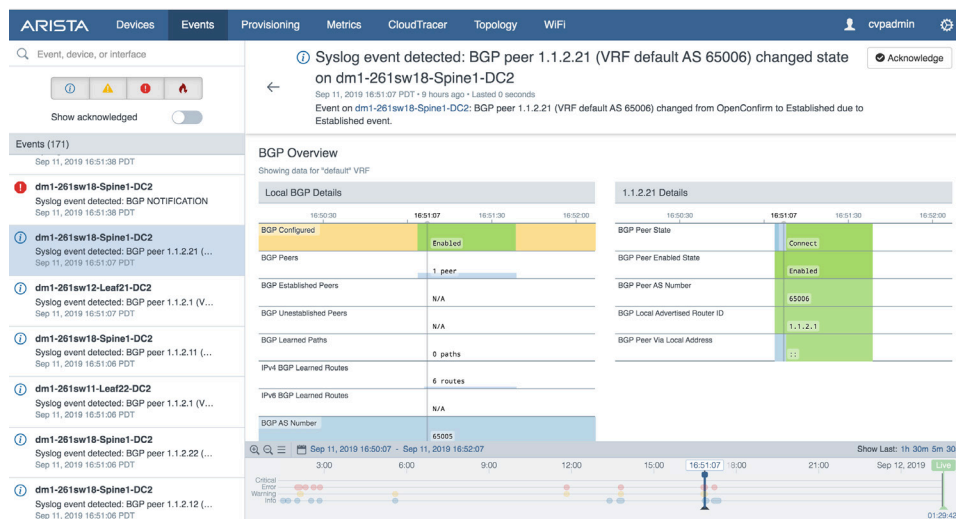 ARISTA Devices Events Provisioning Metrics CloudTracer Topology WiFi cvpadmin
Event, device, or interface
Show acknowledged
Events (171)
Sep 11, 2019 16:51:38 PDT
dm1-261sw18-Spine1-DC2
Syslog event detected: BGP NOTIFICATION
Sep 11, 2019 16:51:38 PDT
dm1-261sw18-Spine1-DC2
Syslog event detected: BGP peer 1.1.2.21 (...
Sep 11, 2019 16:51:07 PDT
dm1-261sw12-Leaf21-DC2
Syslog event detected: BGP peer 1.1.2.1 (V...
Sep 11, 2019 16:51:07 PDT
dm1-261sw18-Spine1-DC2
Syslog event detected: BGP peer 1.1.2.11 (...
Sep 11, 2019 16:51:06 PDT
dm1-261sw11-Leaf22-DC2
Syslog event detected: BGP peer 1.1.2.1 (V...
Sep 11, 2019 16:51:06 PDT
dm1-261sw18-Spine1-DC2
Syslog event detected: BGP peer 1.1.2.22 (...
Sep 11, 2019 16:51:06 PDT
dm1-261sw18-Spine1-DC2
Syslog event detected: BGP peer 1.1.2.12 (...
Sep 11, 2019 16:51:06 PDT
Syslog event detected: BGP peer 1.1.2.21 (VRF default AS 65006) changed state
on dm1-261sw18-Spine1-DC2
Acknowledge
Sep 11, 2019 16:51:07 PDT • 9 hours ago • Lasted 0 seconds
Event on dm1-261sw18-Spine1-DC2: BGP peer 1.1.2.21 (VRF default AS 65006) changed from OpenConfirm to Established due to
Established event.
BGP Overview
Showing data for "default" VRF
Local BGP Details
16:50:30 16:51:07 16:51:30 16:52:00
BGP Configured
Enabled
BGP Peers
1 peer
BGP Established Peers
N/A
BGP Unestablished Peers
N/A
BGP Learned Paths
0 paths
IPv4 BGP Learned Routes
6 routes
IPv6 BGP Learned Routes
N/A
BGP AS Number
65005
1.1.2.21 Details
16:50:30 16:51:07 16:51:30 16:52:00
BGP Peer State
Connect
BGP Peer Enabled State
Enabled
BGP Peer AS Number
65006
BGP Local Advertised Router ID
1.1.2.1
BGP Peer Via Local Address
::
Sep 11, 2019 16:50:07 - Sep 11, 2019 16:52:07
Show Last: 1h 30m 5m 30
3:00 6:00 9:00 12:00 15:00 16:51:07 8:00 21:00 Sep 12, 2019 Live
Critical
Error
Warning
Info
01:29:42